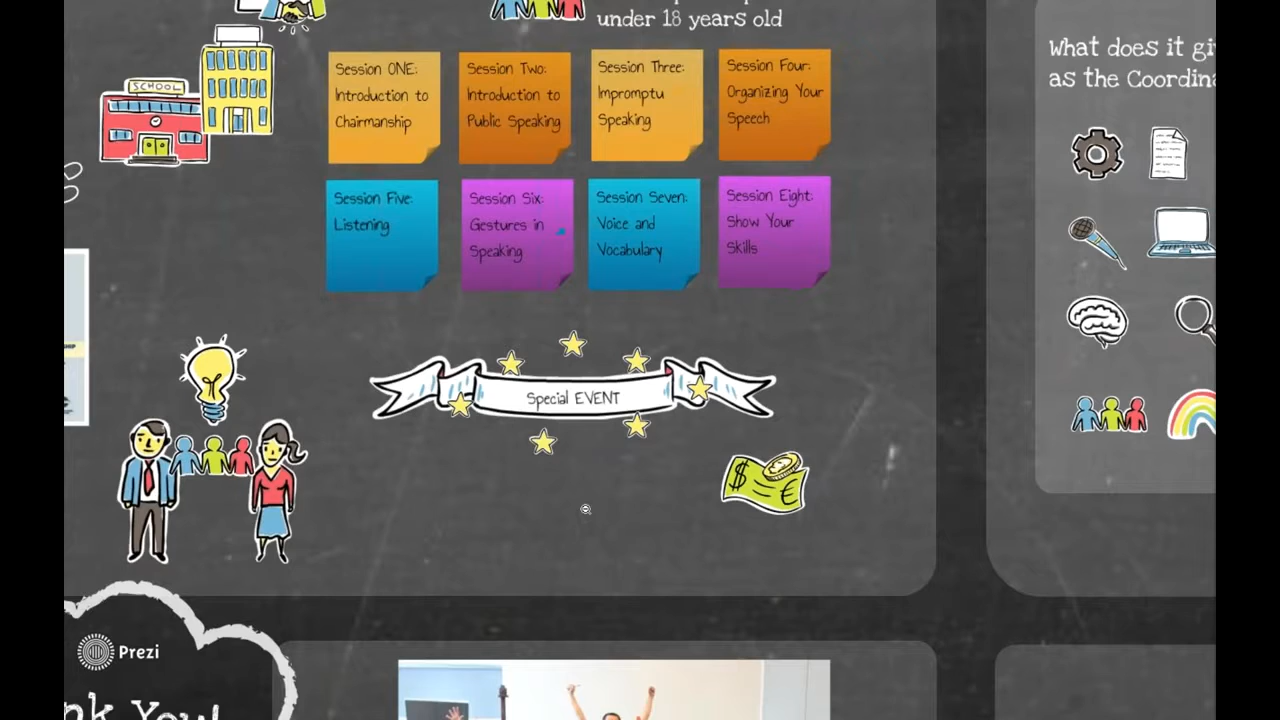 under 18 years old
What does it gi
as the Coordina
SCHOOL
Session ONE:
Introduction to
Chairmanship
Session Two:
Introduction to
Public Speaking
Session Three:
Impromptu
Speaking
Session Four:
Organizing Your
Speech
Session Five:
Listening
Session Six:
Gestures in
Speaking
Session Seven:
Voice and
Vocabulary
Session Eight:
Show Your
Skills
Special EVENT
$ €
Prezi
nk You!